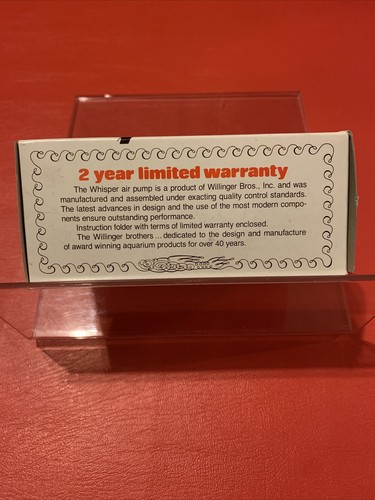 2 year limited warranty
The Whisper air pump is a product of Willinger Bros., Inc. and was
manufactured and assembled under exacting quality control standards.
The latest advances in design and the use of the most modern compo-
nents ensure outstanding performance.
Instruction folder with terms of limited warranty enclosed.
The Willinger brothers ... dedicated to the design and manufacture
of award winning aquarium products for over 40 years.